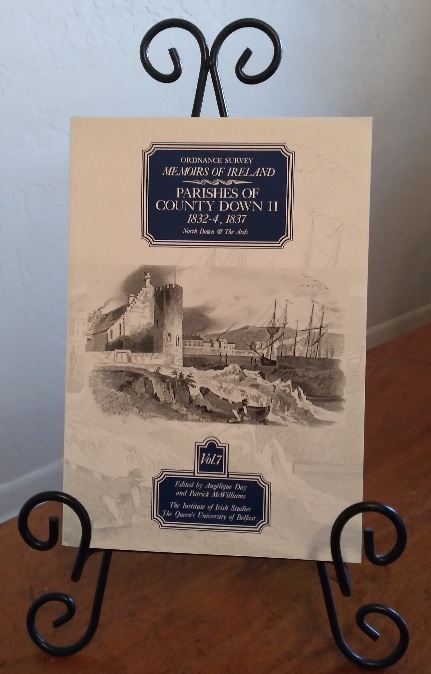 ORDNANCE SURVEY
MEMOIRS OF IRELAND
PARISHES OF
COUNTY DOWN II
1832-4, 1837
North Down & The Ards
Vol.7
Edited by Angélique Day
and Patrick McWilliams
The Institute of Irish Studies
The Queen's University of Belfast